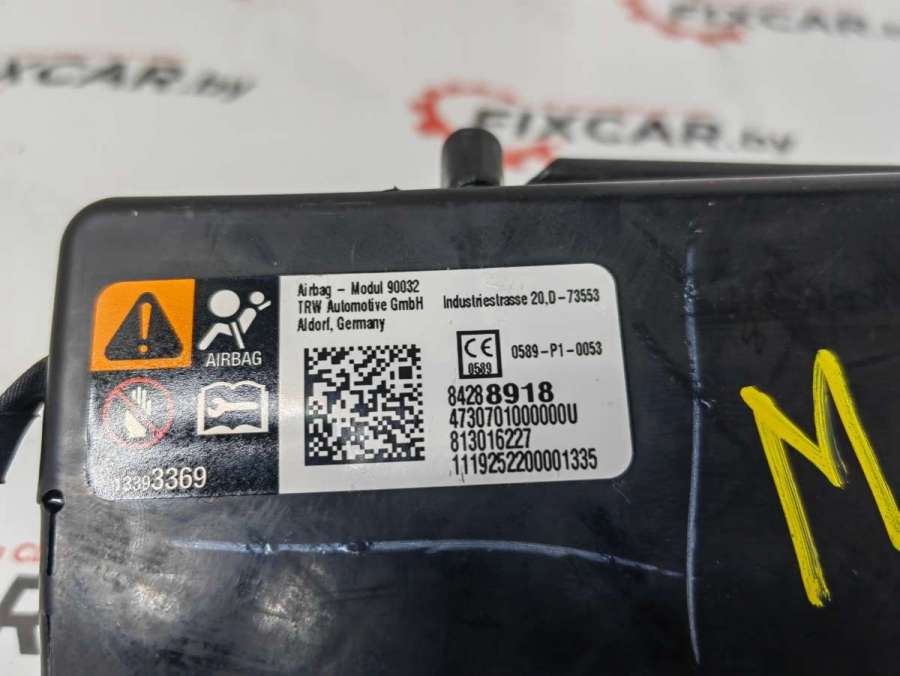 FIXCAR.by
FIXCAR.by
Airbag - Modul 90032
TRW Automotive GmbH
Aldorf, Germany
Industriestrasse 20, D-73553
AIRBAG
CE
0589
0589-P1-0053
84288918
4730701000000U
813016227
1119252200001335
13393369
M